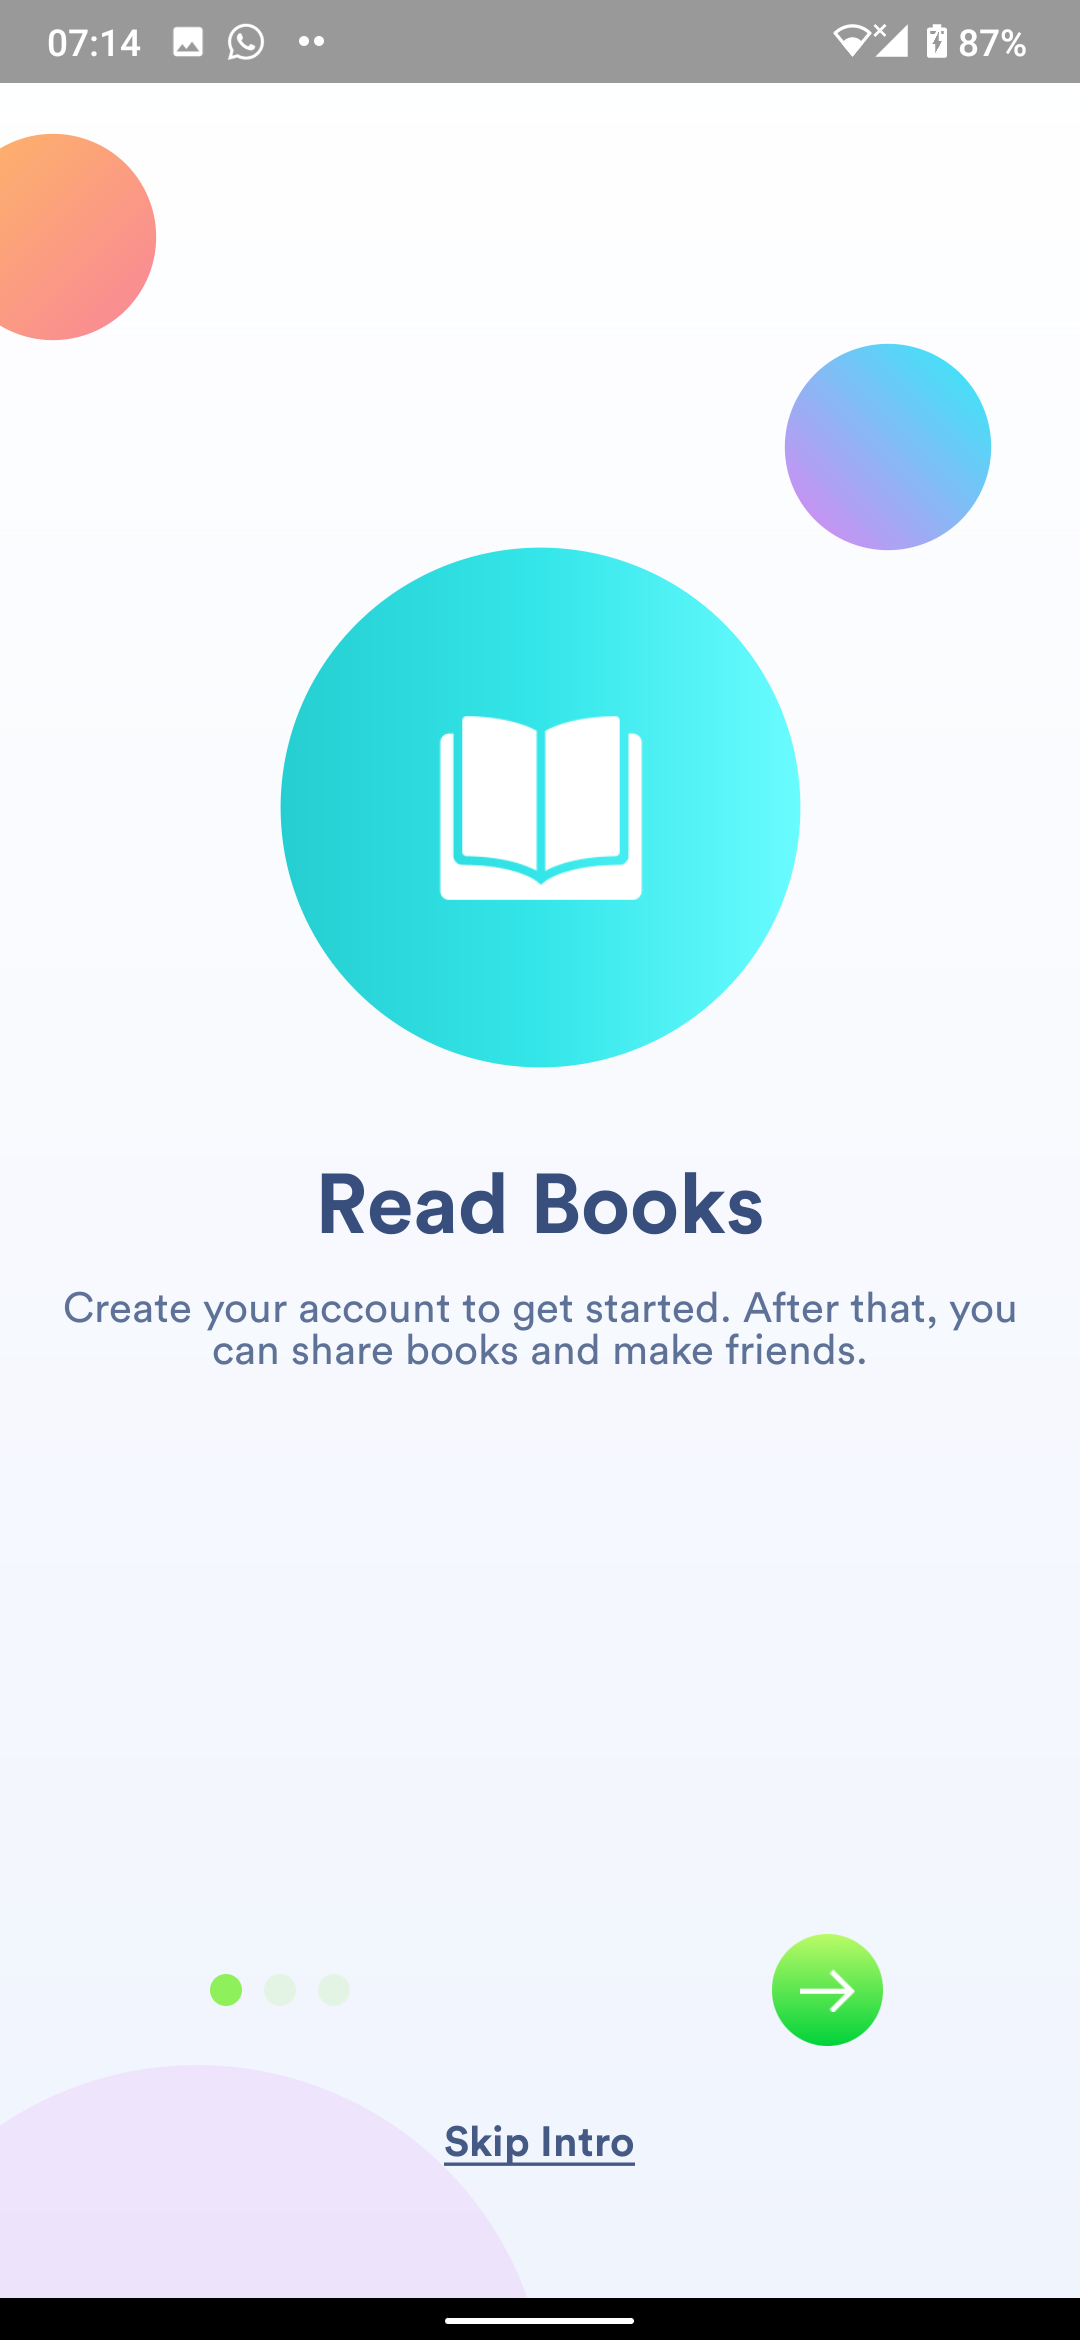 07:14
87%
Read Books
Create your account to get started. After that, you
can share books and make friends.
Skip Intro